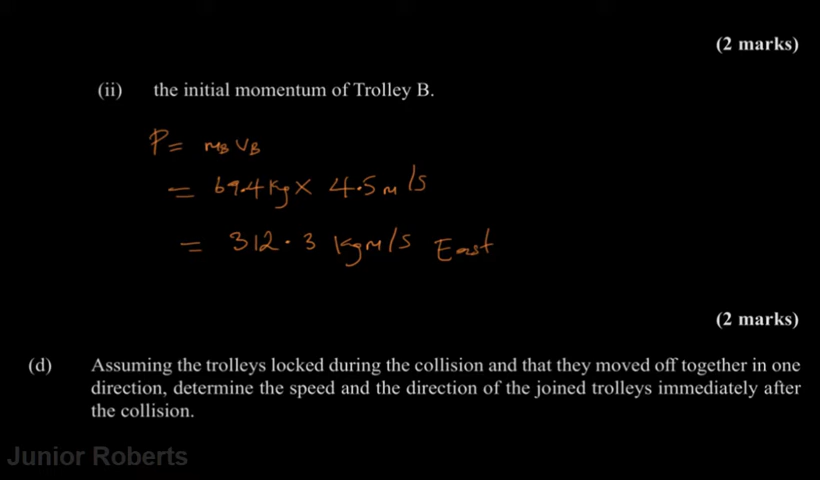 (2 marks)
(ii) the initial momentum of Trolley B.
P= mB VB
= 69.4 Kg × 4.5 m/s
= 312.3 Kgm/s East
(2 marks)
(d) Assuming the trolleys locked during the collision and that they moved off together in one
direction, determine the speed and the direction of the joined trolleys immediately after
the collision.
Junior Roberts